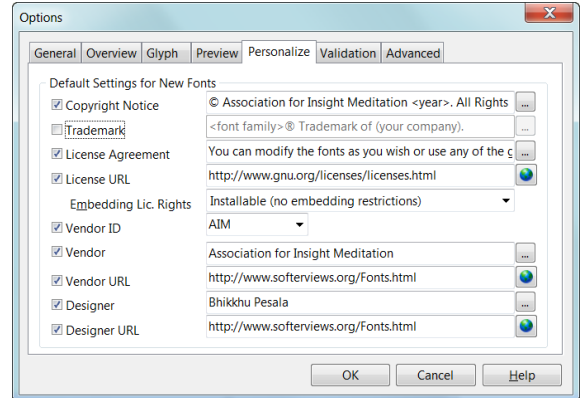 Options
General Overview Glyph Preview Personalize Validation Advanced
Default Settings for New Fonts
Copyright Notice © Association for Insight Meditation <year>. All Rights ...
Trademark <font family>® Trademark of (your company). ...
License Agreement You can modify the fonts as you wish or use any of the g ...
License URL http://www.gnu.org/licenses/licenses.html
Embedding Lic. Rights Installable (no embedding restrictions)
Vendor ID AIM
Vendor Association for Insight Meditation ...
Vendor URL http://www.softerviews.org/Fonts.html
Designer Bhikkhu Pesala ...
Designer URL http://www.softerviews.org/Fonts.html
OK Cancel Help